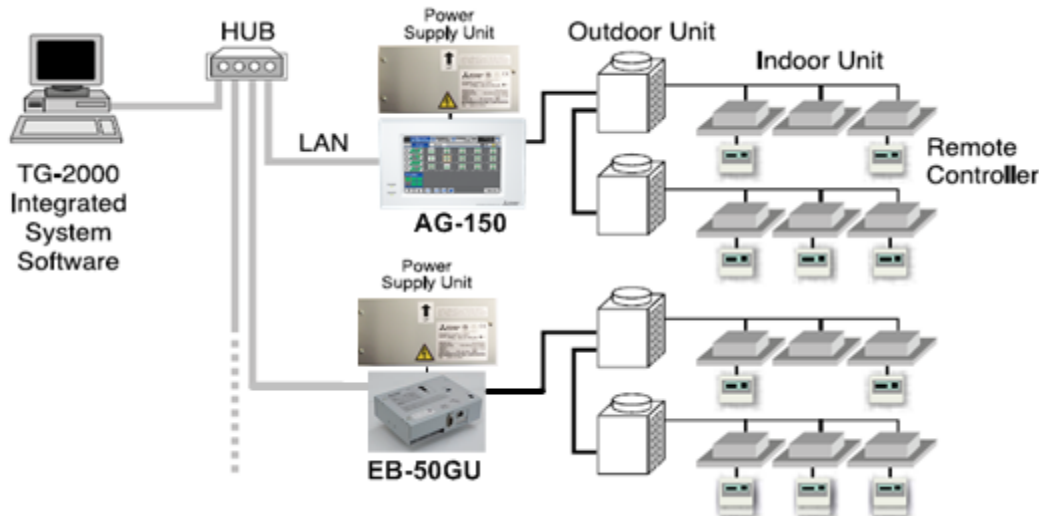 Power
Supply Unit
HUB
Outdoor Unit
Indoor Unit
LAN
Remote
Controller
TG-2000
Integrated
System
Software
AG-150
Power
Supply Unit
EB-50GU